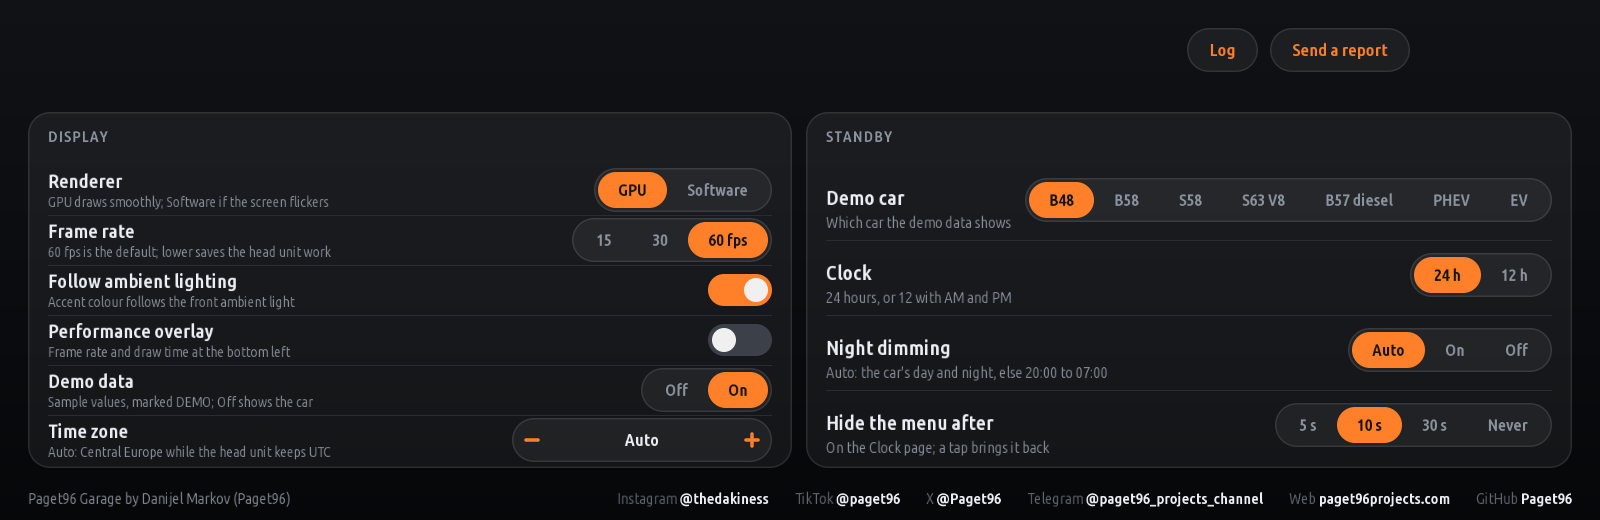 Log Send a report
DISPLAY
Renderer
GPU draws smoothly; Software if the screen flickers
GPU Software
Frame rate
60 fps is the default; lower saves the head unit work
15 30 60 fps
Follow ambient lighting
Accent colour follows the front ambient light
Performance overlay
Frame rate and draw time at the bottom left
Demo data
Sample values, marked DEMO; Off shows the car
Off On
Time zone
Auto: Central Europe while the head unit keeps UTC
− Auto +
STANDBY
Demo car
Which car the demo data shows
B48 B58 S58 S63 V8 B57 diesel PHEV EV
Clock
24 hours, or 12 with AM and PM
24 h 12 h
Night dimming
Auto: the car's day and night, else 20:00 to 07:00
Auto On Off
Hide the menu after
On the Clock page; a tap brings it back
5 s 10 s 30 s Never
Paget96 Garage by Danijel Markov (Paget96) Instagram @thedakiness TikTok @paget96 X @Paget96 Telegram @paget96_projects_channel Web paget96projects.com GitHub Paget96